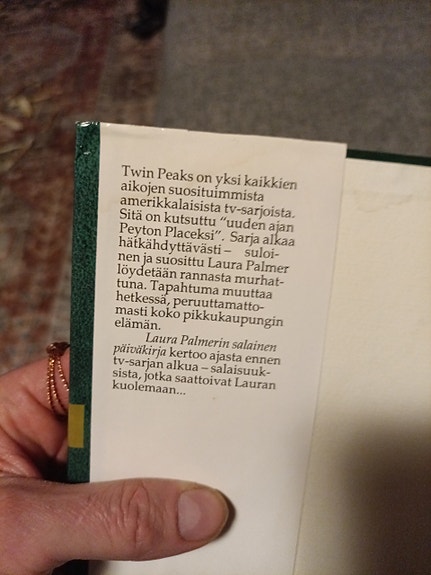 Twin Peaks on yksi kaikkien
aikojen suosituimmista
amerikkalaisista tv-sarjoista.
Sitä on kutsuttu "uuden ajan
Peyton Placeksi". Sarja alkaa
hätkähdyttävästi – suloi-
nen ja suosittu Laura Palmer
löydetään rannasta murhat-
tuna. Tapahtuma muuttaa
hetkessä, peruuttamatto-
masti koko pikkukaupungin
elämän.
Laura Palmerin salainen
päiväkirja kertoo ajasta ennen
tv-sarjan alkua – salaisuuk-
sista, jotka saattoivat Lauran
kuolemaan...